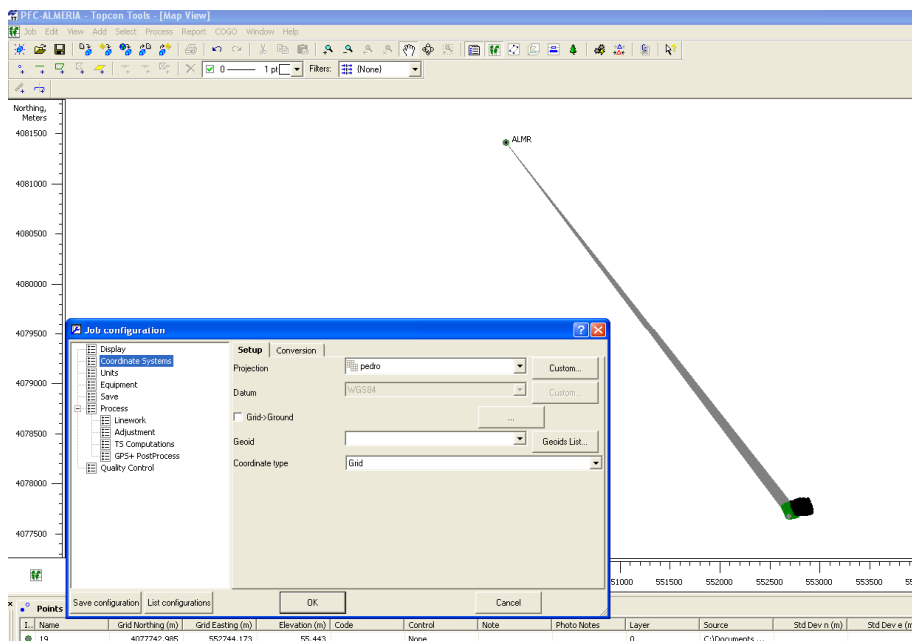 PFC-ALMERIA - Topcon Tools - [Map View]
Job Edit View Add Select Process Report COGO Window Help
0 1 pt Filters: (None)
Northing,
Meters
4081500
ALMR
4081000
4080500
4080000
4079500
4079000
4078500
4078000
4077500
Job configuration
Display
Coordinate Systems
Units
Equipment
Save
Process
Linework
Adjustment
TS Computations
GPS+ PostProcess
Quality Control
Setup Conversion
Projection pedro Custom...
Datum WGS84 Custom...
Grid->Ground ...
Geoid Geoids List...
Coordinate type Grid
Save configuration List configurations OK Cancel
51000 551500 552000 552500 553000 553500 55
Points
I... Name Grid Northing (m) Grid Easting (m) Elevation (m) Code Control Note Photo Notes Layer Source Std Dev n (m) Std Dev e (m
19 4077742.985 552744.173 55.443 None 0 C:\Documents ...